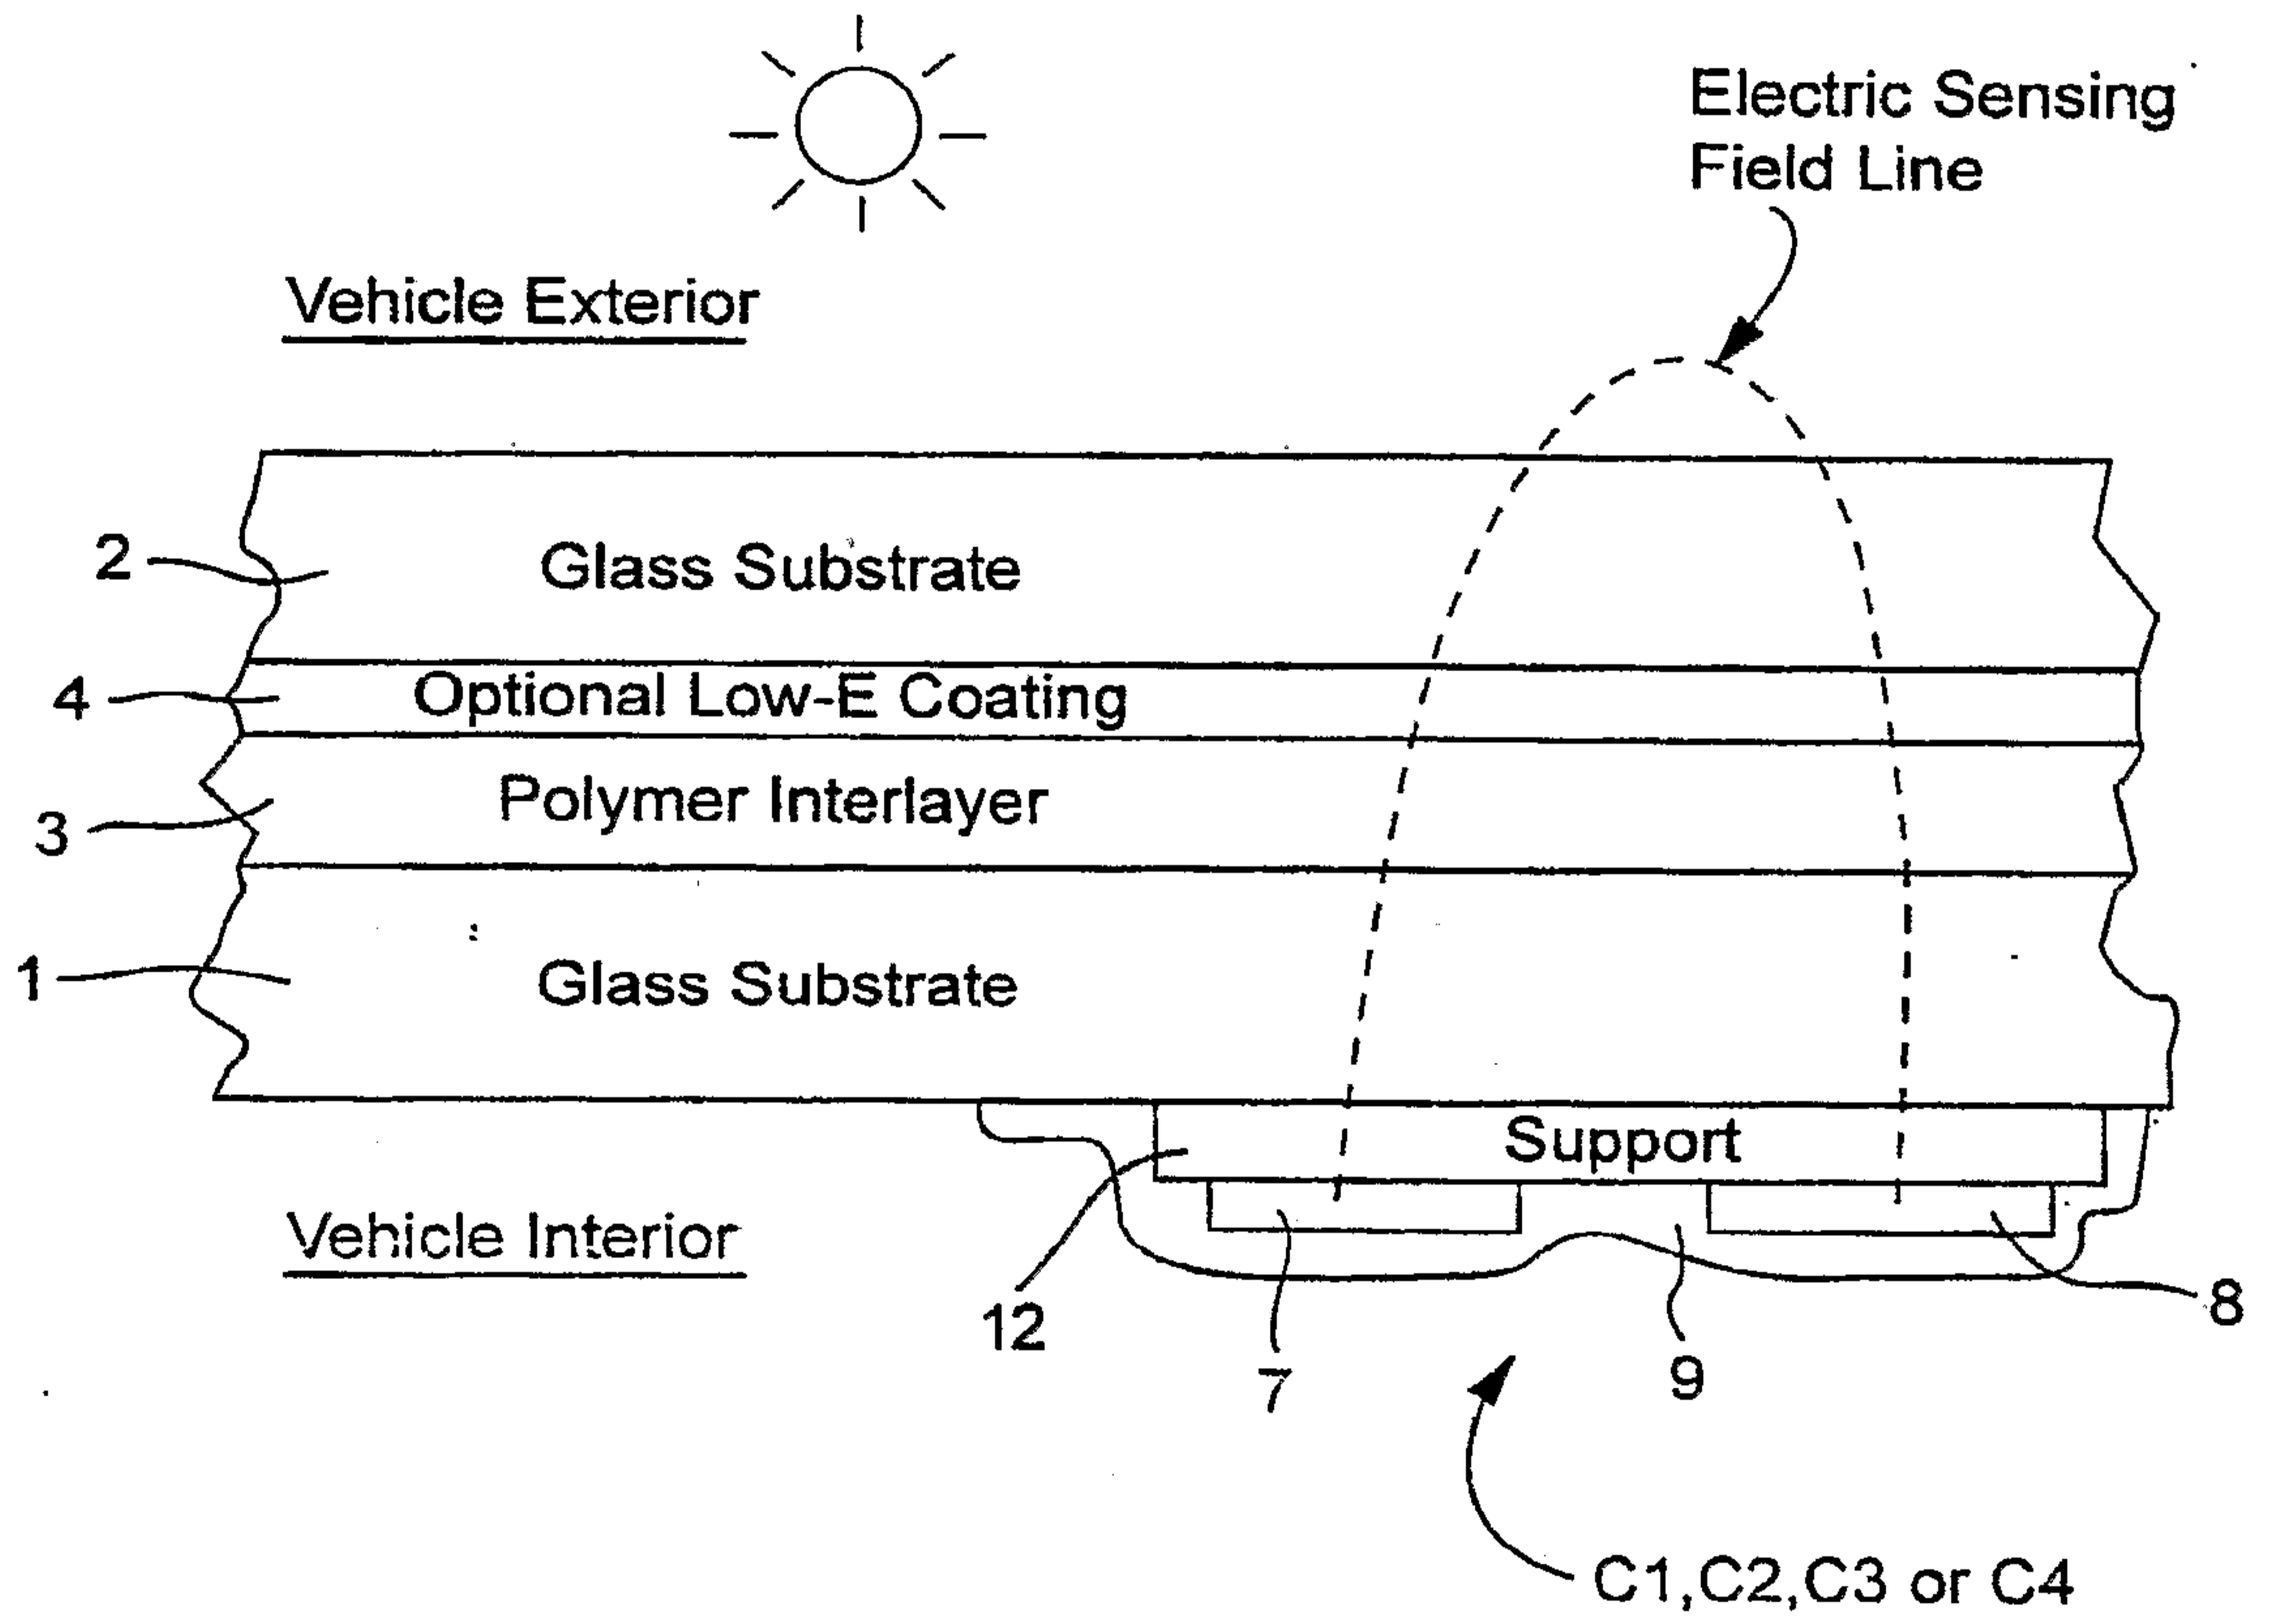 Electric Sensing
Field Line
Vehicle Exterior
2
Glass Substrate
4
Optional Low-E Coating
3
Polymer Interlayer
1
Glass Substrate
Support
Vehicle Interior
12
7
9
8
C1,C2,C3 or C4